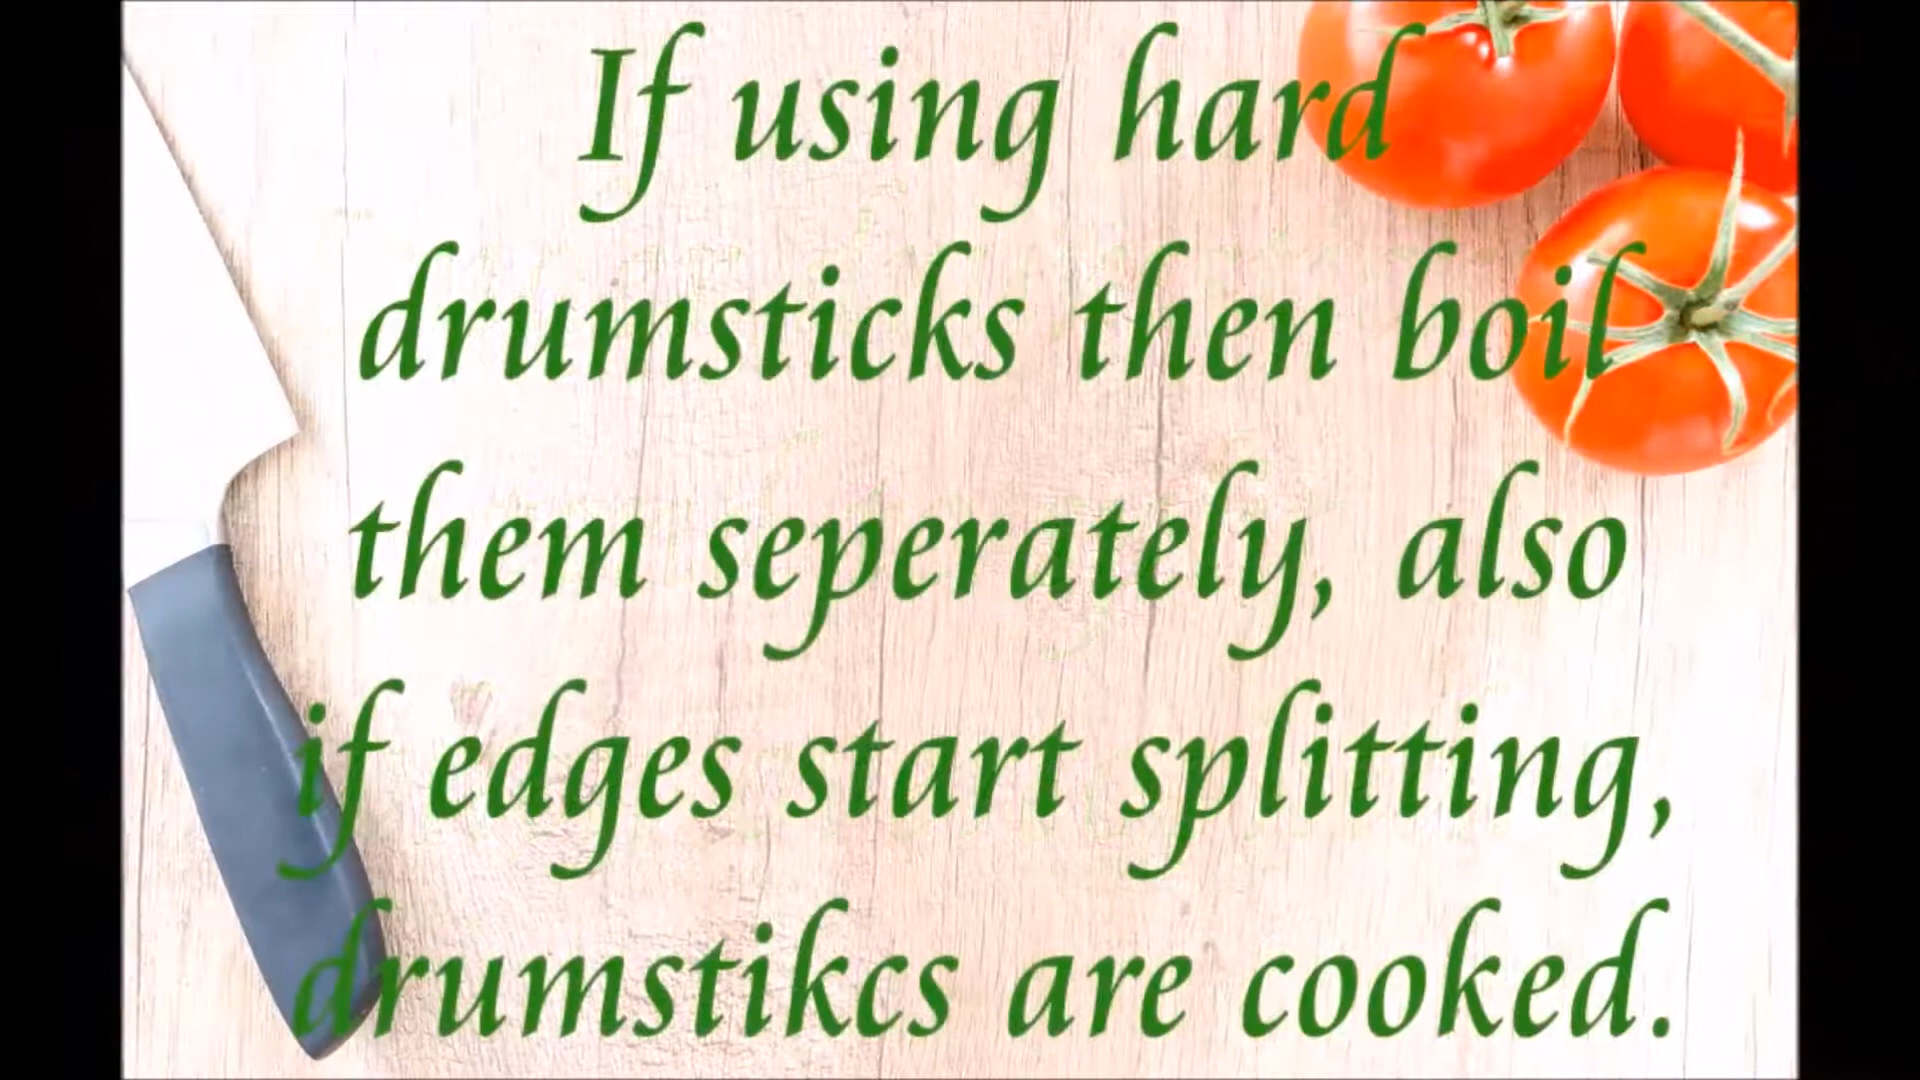 If using hard
drumsticks then boil
them seperately, also
if edges start splitting,
drumstikcs are cooked.